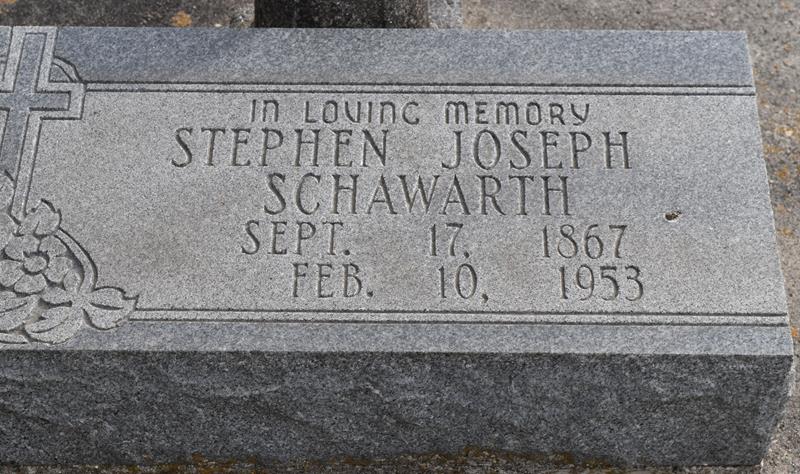 IN LOVING MEMORY
STEPHEN JOSEPH
SCHAWARTH
SEPT. 17, 1867
FEB. 10, 1953